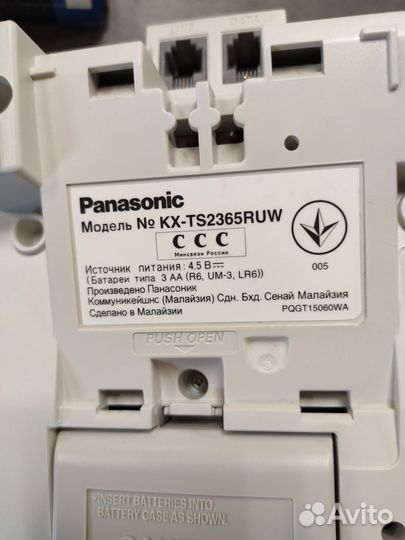 LINE DATA
Panasonic
Модель № KX-TS2365RUW
ССС
Минсвязи России
Источник питания: 4.5 В⎓
(Батареи типа 3 AA (R6, UM-3, LR6))
005
Произведено Панасоник
Коммуникейшнс (Малайзия) Сдн. Бхд. Сенай Малайзия
Сделано в Малайзии PQGT15060WA
PUSH OPEN
INSERT BATTERIES INTO
BATTERY CASE AS SHOWN.
Avito